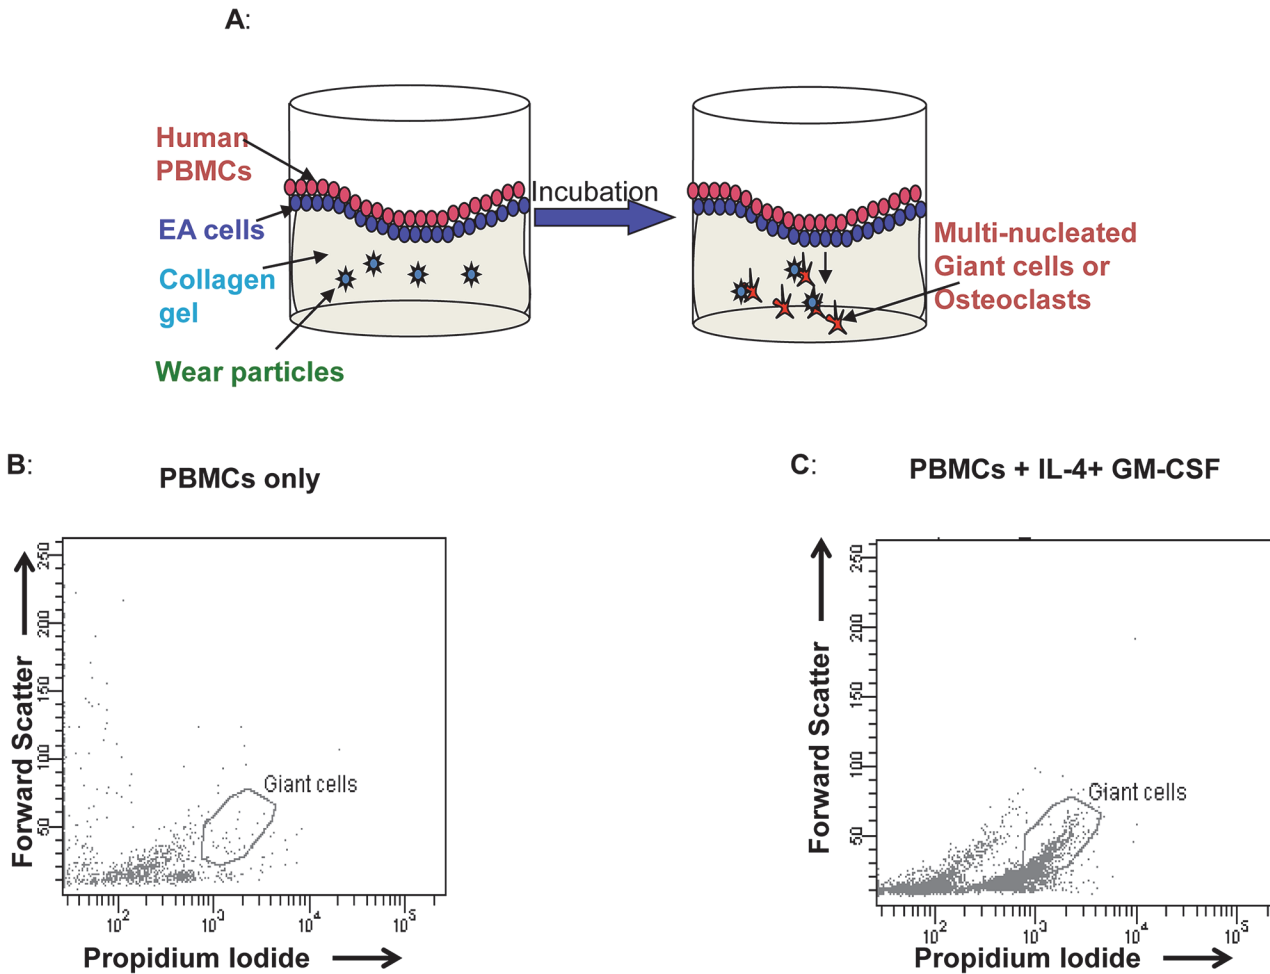 A:
Human
PBMCs
EA cells
Collagen
gel
Wear particles
Incubation
Multi-nucleated
Giant cells or
Osteoclasts
B:
PBMCs only
Forward Scatter
250
200
150
100
50
Giant cells
10² 10³ 10⁴ 10⁵
Propidium Iodide
C:
PBMCs + IL-4+ GM-CSF
Forward Scatter
250
200
150
100
50
Giant cells
10² 10³ 10⁴ 10⁵
Propidium Iodide